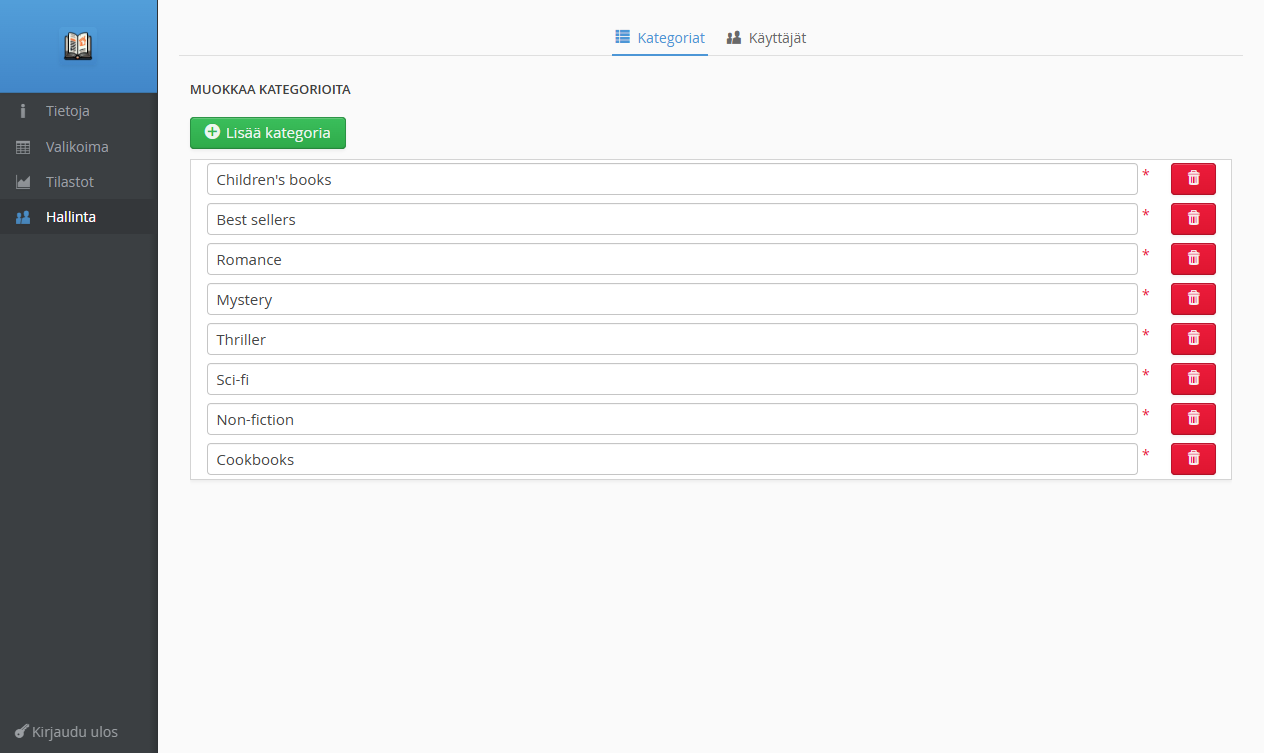 Kategoriat
Käyttäjät
Tietoja
Valikoima
Tilastot
Hallinta
Kirjaudu ulos
MUOKKAA KATEGORIOITA
Lisää kategoria
Children's books *
Best sellers *
Romance *
Mystery *
Thriller *
Sci-fi *
Non-fiction *
Cookbooks *